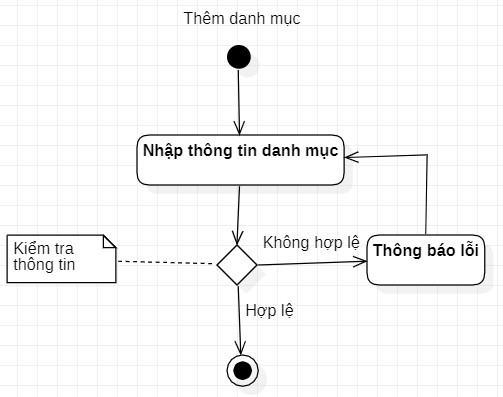 Thêm danh mục
Nhập thông tin danh mục
Không hợp lệ
Kiểm tra
thông tin
Thông báo lỗi
Hợp lệ